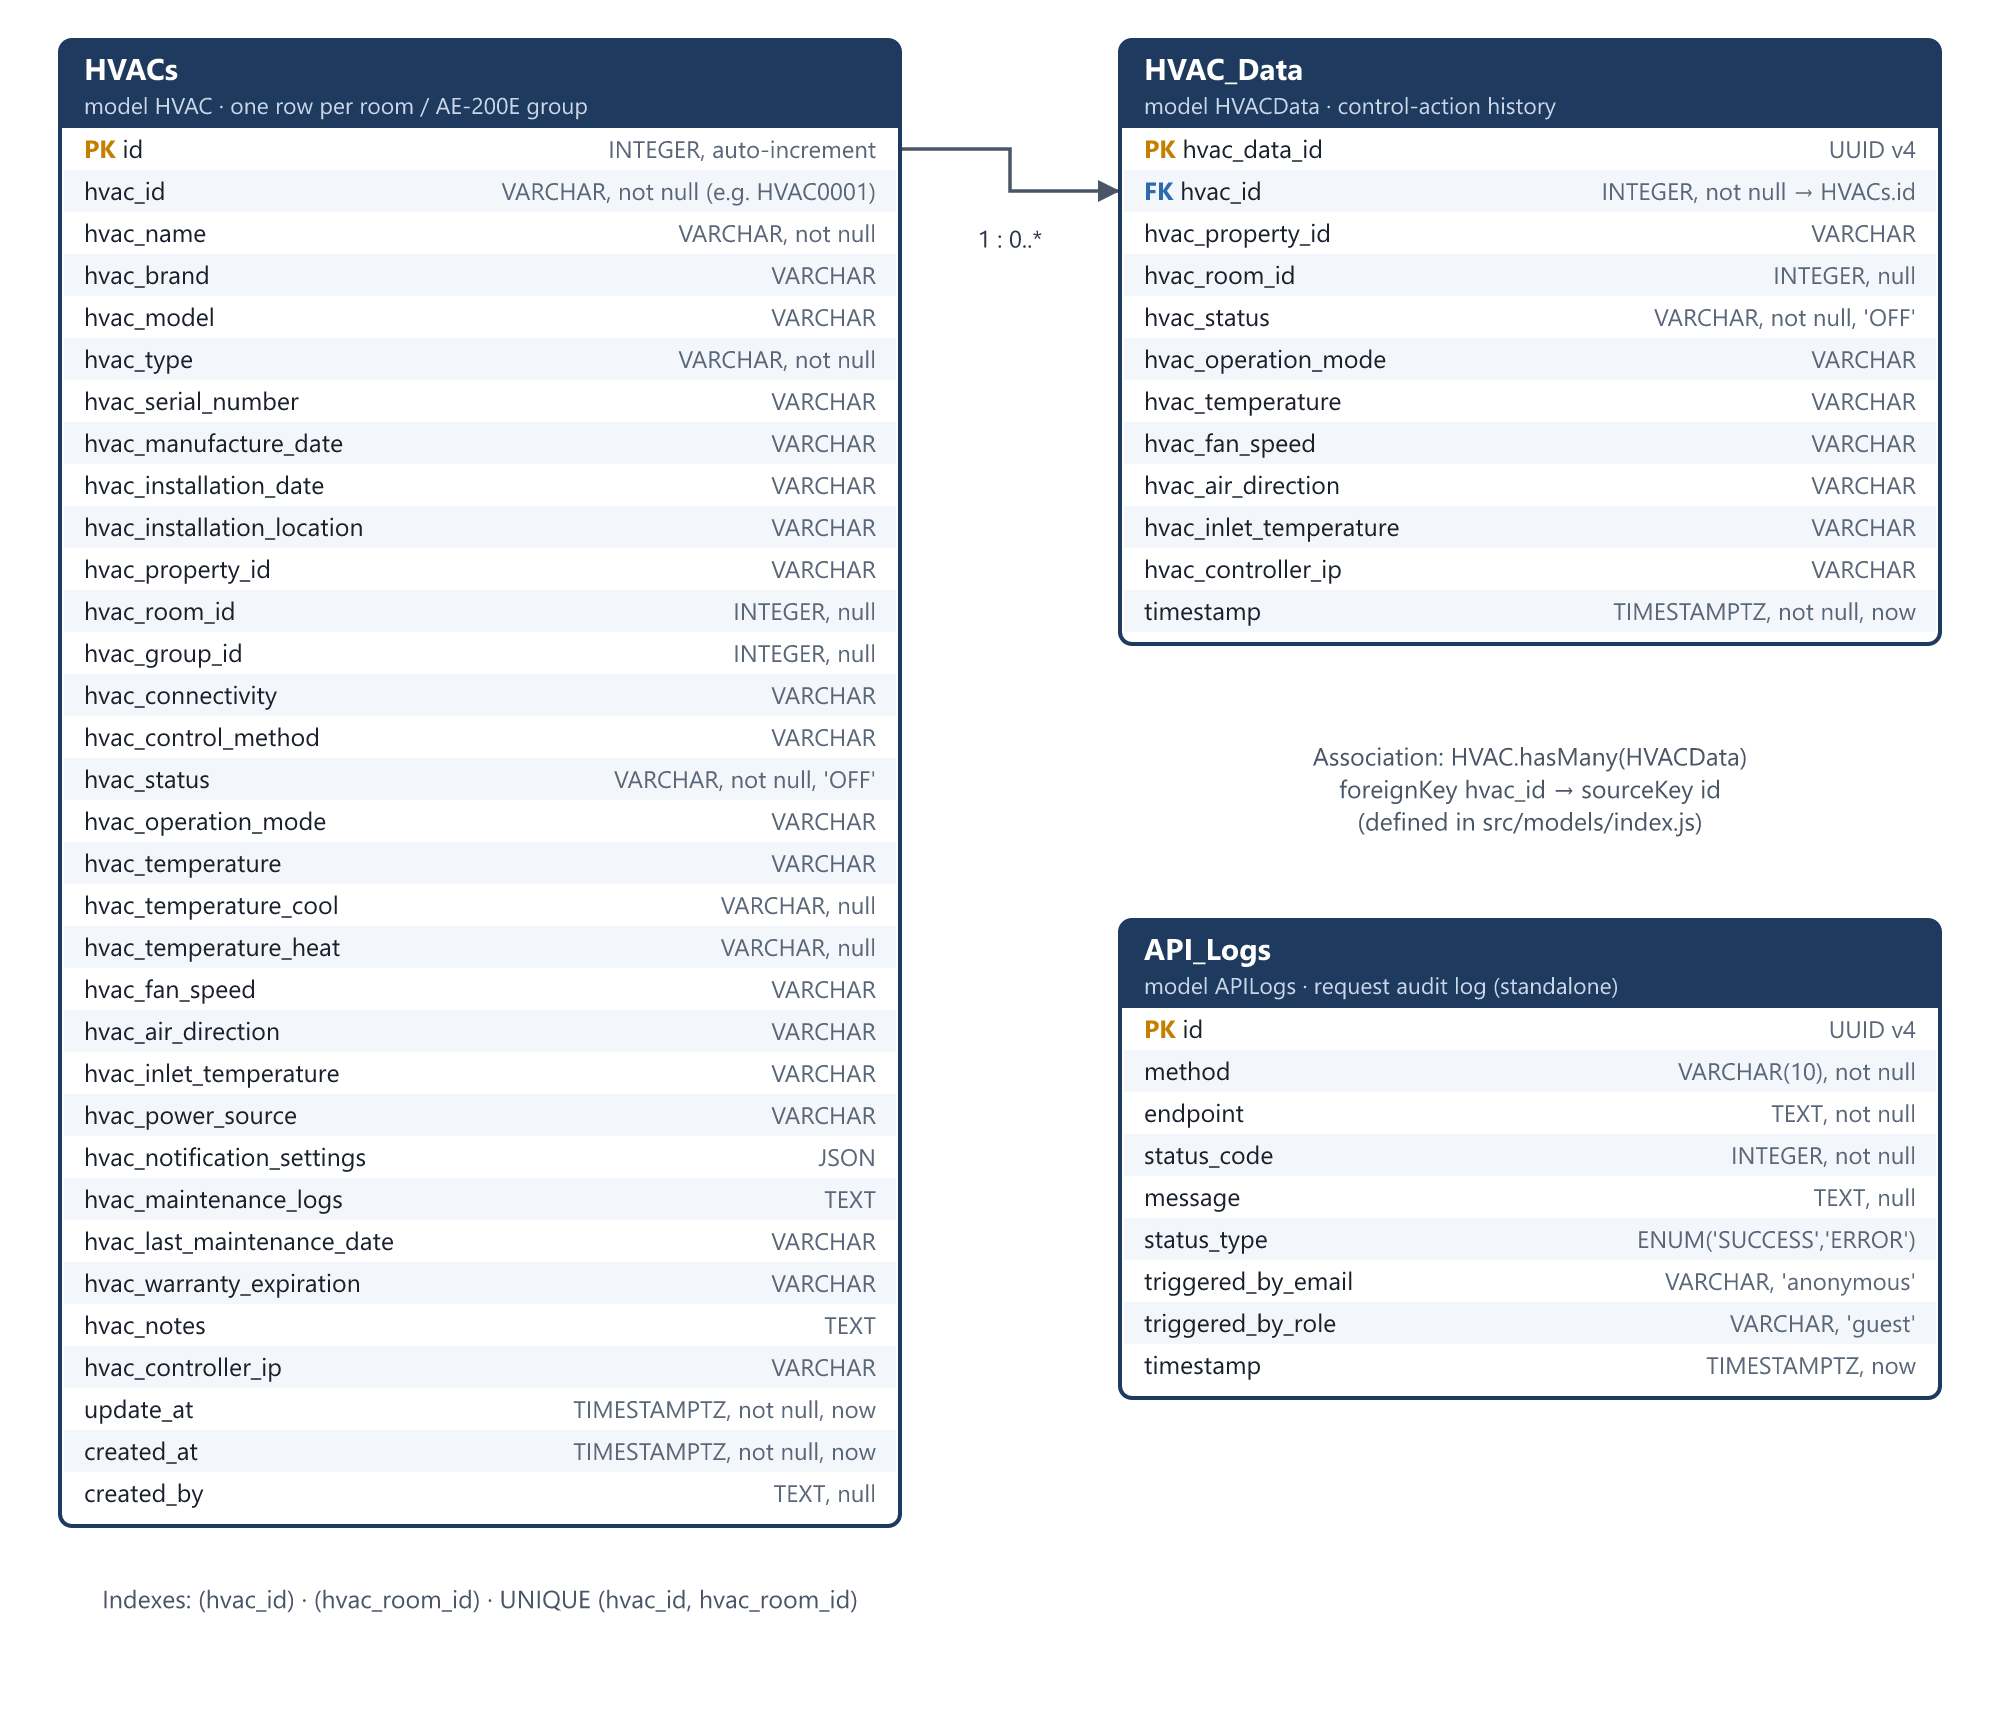 HVACs
model HVAC · one row per room / AE-200E group
PK id INTEGER, auto-increment
hvac_id VARCHAR, not null (e.g. HVAC0001)
hvac_name VARCHAR, not null
hvac_brand VARCHAR
hvac_model VARCHAR
hvac_type VARCHAR, not null
hvac_serial_number VARCHAR
hvac_manufacture_date VARCHAR
hvac_installation_date VARCHAR
hvac_installation_location VARCHAR
hvac_property_id VARCHAR
hvac_room_id INTEGER, null
hvac_group_id INTEGER, null
hvac_connectivity VARCHAR
hvac_control_method VARCHAR
hvac_status VARCHAR, not null, 'OFF'
hvac_operation_mode VARCHAR
hvac_temperature VARCHAR
hvac_temperature_cool VARCHAR, null
hvac_temperature_heat VARCHAR, null
hvac_fan_speed VARCHAR
hvac_air_direction VARCHAR
hvac_inlet_temperature VARCHAR
hvac_power_source VARCHAR
hvac_notification_settings JSON
hvac_maintenance_logs TEXT
hvac_last_maintenance_date VARCHAR
hvac_warranty_expiration VARCHAR
hvac_notes TEXT
hvac_controller_ip VARCHAR
update_at TIMESTAMPTZ, not null, now
created_at TIMESTAMPTZ, not null, now
created_by TEXT, null
Indexes: (hvac_id) · (hvac_room_id) · UNIQUE (hvac_id, hvac_room_id)
1 : 0..*
HVAC_Data
model HVACData · control-action history
PK hvac_data_id UUID v4
FK hvac_id INTEGER, not null → HVACs.id
hvac_property_id VARCHAR
hvac_room_id INTEGER, null
hvac_status VARCHAR, not null, 'OFF'
hvac_operation_mode VARCHAR
hvac_temperature VARCHAR
hvac_fan_speed VARCHAR
hvac_air_direction VARCHAR
hvac_inlet_temperature VARCHAR
hvac_controller_ip VARCHAR
timestamp TIMESTAMPTZ, not null, now
Association: HVAC.hasMany(HVACData)
foreignKey hvac_id → sourceKey id
(defined in src/models/index.js)
API_Logs
model APILogs · request audit log (standalone)
PK id UUID v4
method VARCHAR(10), not null
endpoint TEXT, not null
status_code INTEGER, not null
message TEXT, null
status_type ENUM('SUCCESS','ERROR')
triggered_by_email VARCHAR, 'anonymous'
triggered_by_role VARCHAR, 'guest'
timestamp TIMESTAMPTZ, now